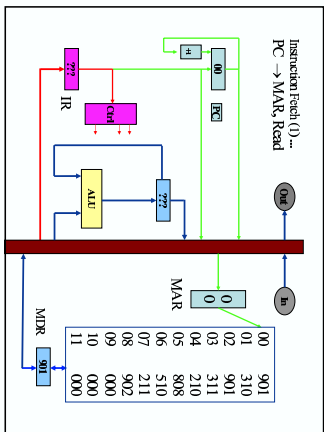 Instruction Fetch (1)...
PC → MAR, Read
+1
00
PC
???
IR
Ctrl
ALU
???
Out
In
MAR
0 0
00 901
01 310
02 901
03 311
04 210
05 808
06 510
07 211
08 902
09 000
10 000
11 000
MDR
901